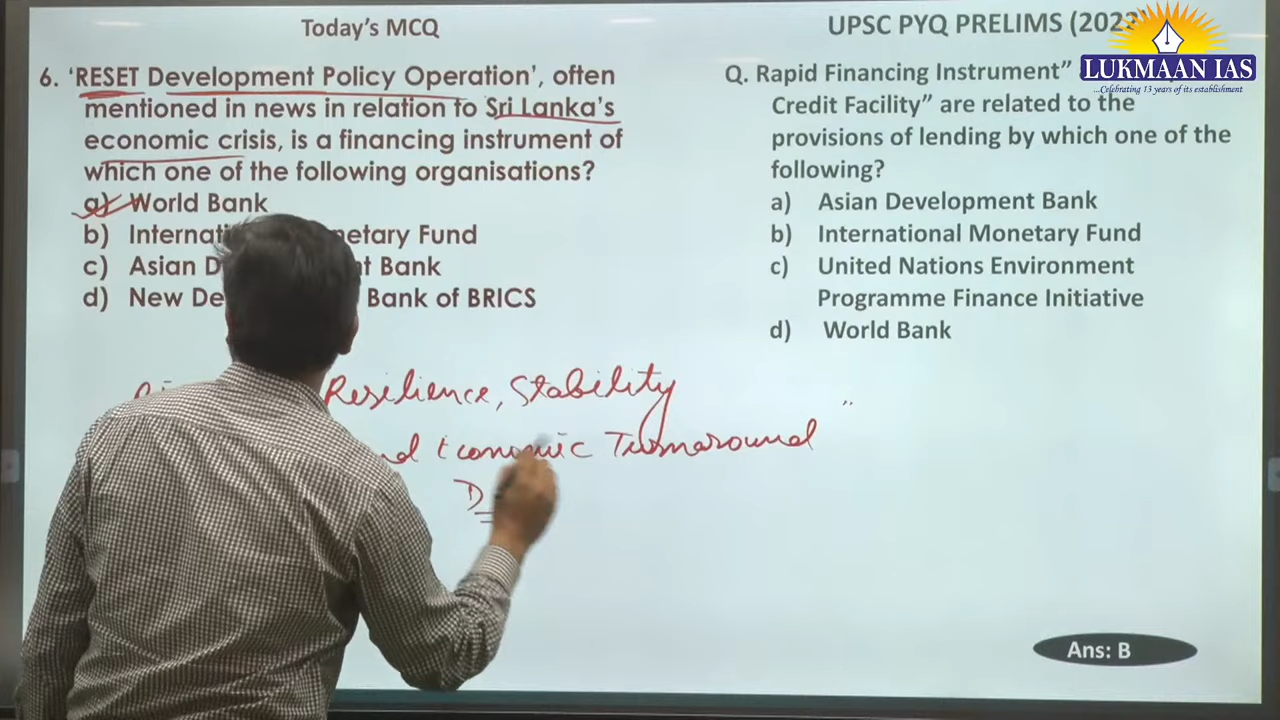 Today's MCQ
6. 'RESET Development Policy Operation', often
mentioned in news in relation to Sri Lanka's
economic crisis, is a financing instrument of
which one of the following organisations?
a) World Bank
b) Monetary Fund
c) Asian Bank
d) New Bank of BRICS
Resilience, Stability
Economic Turnaround
UPSC PYQ PRELIMS
LUKMAAN IAS
...Celebrating 13 years of its establishment
Q. Rapid Financing Instrument"
Credit Facility" are related to the
provisions of lending by which one of the
following?
a) Asian Development Bank
b) International Monetary Fund
c) United Nations Environment
Programme Finance Initiative
d) World Bank
Ans: B